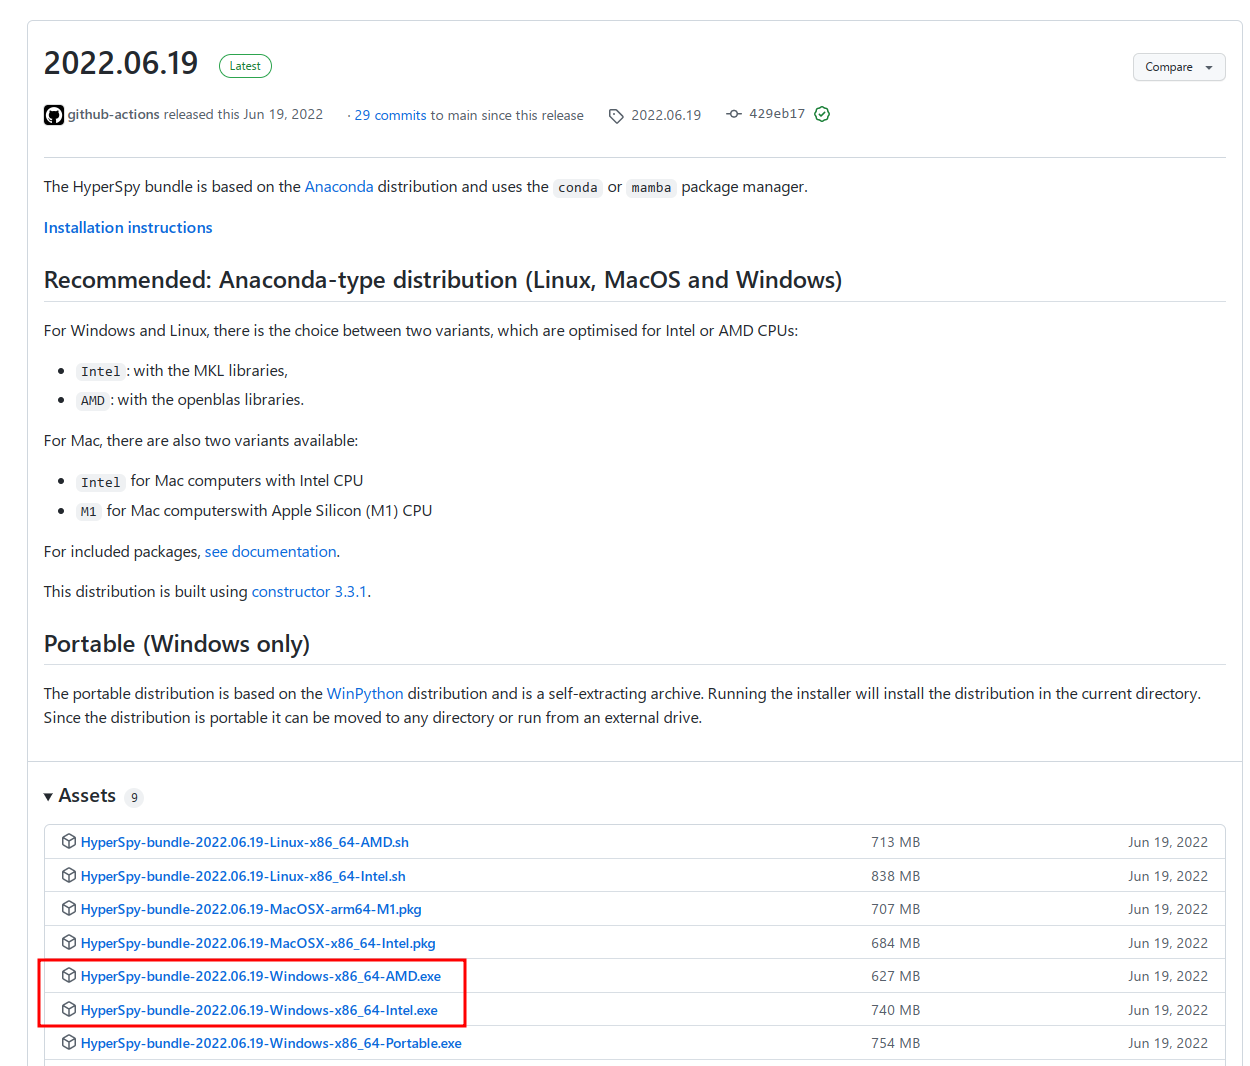 2022.06.19 Latest Compare
github-actions released this Jun 19, 2022 · 29 commits to main since this release 2022.06.19 429eb17
The HyperSpy bundle is based on the Anaconda distribution and uses the conda or mamba package manager.
Installation instructions
Recommended: Anaconda-type distribution (Linux, MacOS and Windows)
For Windows and Linux, there is the choice between two variants, which are optimised for Intel or AMD CPUs:
• Intel : with the MKL libraries,
• AMD : with the openblas libraries.
For Mac, there are also two variants available:
• Intel for Mac computers with Intel CPU
• M1 for Mac computerswith Apple Silicon (M1) CPU
For included packages, see documentation.
This distribution is built using constructor 3.3.1.
Portable (Windows only)
The portable distribution is based on the WinPython distribution and is a self-extracting archive. Running the installer will install the distribution in the current directory.
Since the distribution is portable it can be moved to any directory or run from an external drive.
Assets 9
HyperSpy-bundle-2022.06.19-Linux-x86_64-AMD.sh 713 MB Jun 19, 2022
HyperSpy-bundle-2022.06.19-Linux-x86_64-Intel.sh 838 MB Jun 19, 2022
HyperSpy-bundle-2022.06.19-MacOSX-arm64-M1.pkg 707 MB Jun 19, 2022
HyperSpy-bundle-2022.06.19-MacOSX-x86_64-Intel.pkg 684 MB Jun 19, 2022
HyperSpy-bundle-2022.06.19-Windows-x86_64-AMD.exe 627 MB Jun 19, 2022
HyperSpy-bundle-2022.06.19-Windows-x86_64-Intel.exe 740 MB Jun 19, 2022
HyperSpy-bundle-2022.06.19-Windows-x86_64-Portable.exe 754 MB Jun 19, 2022